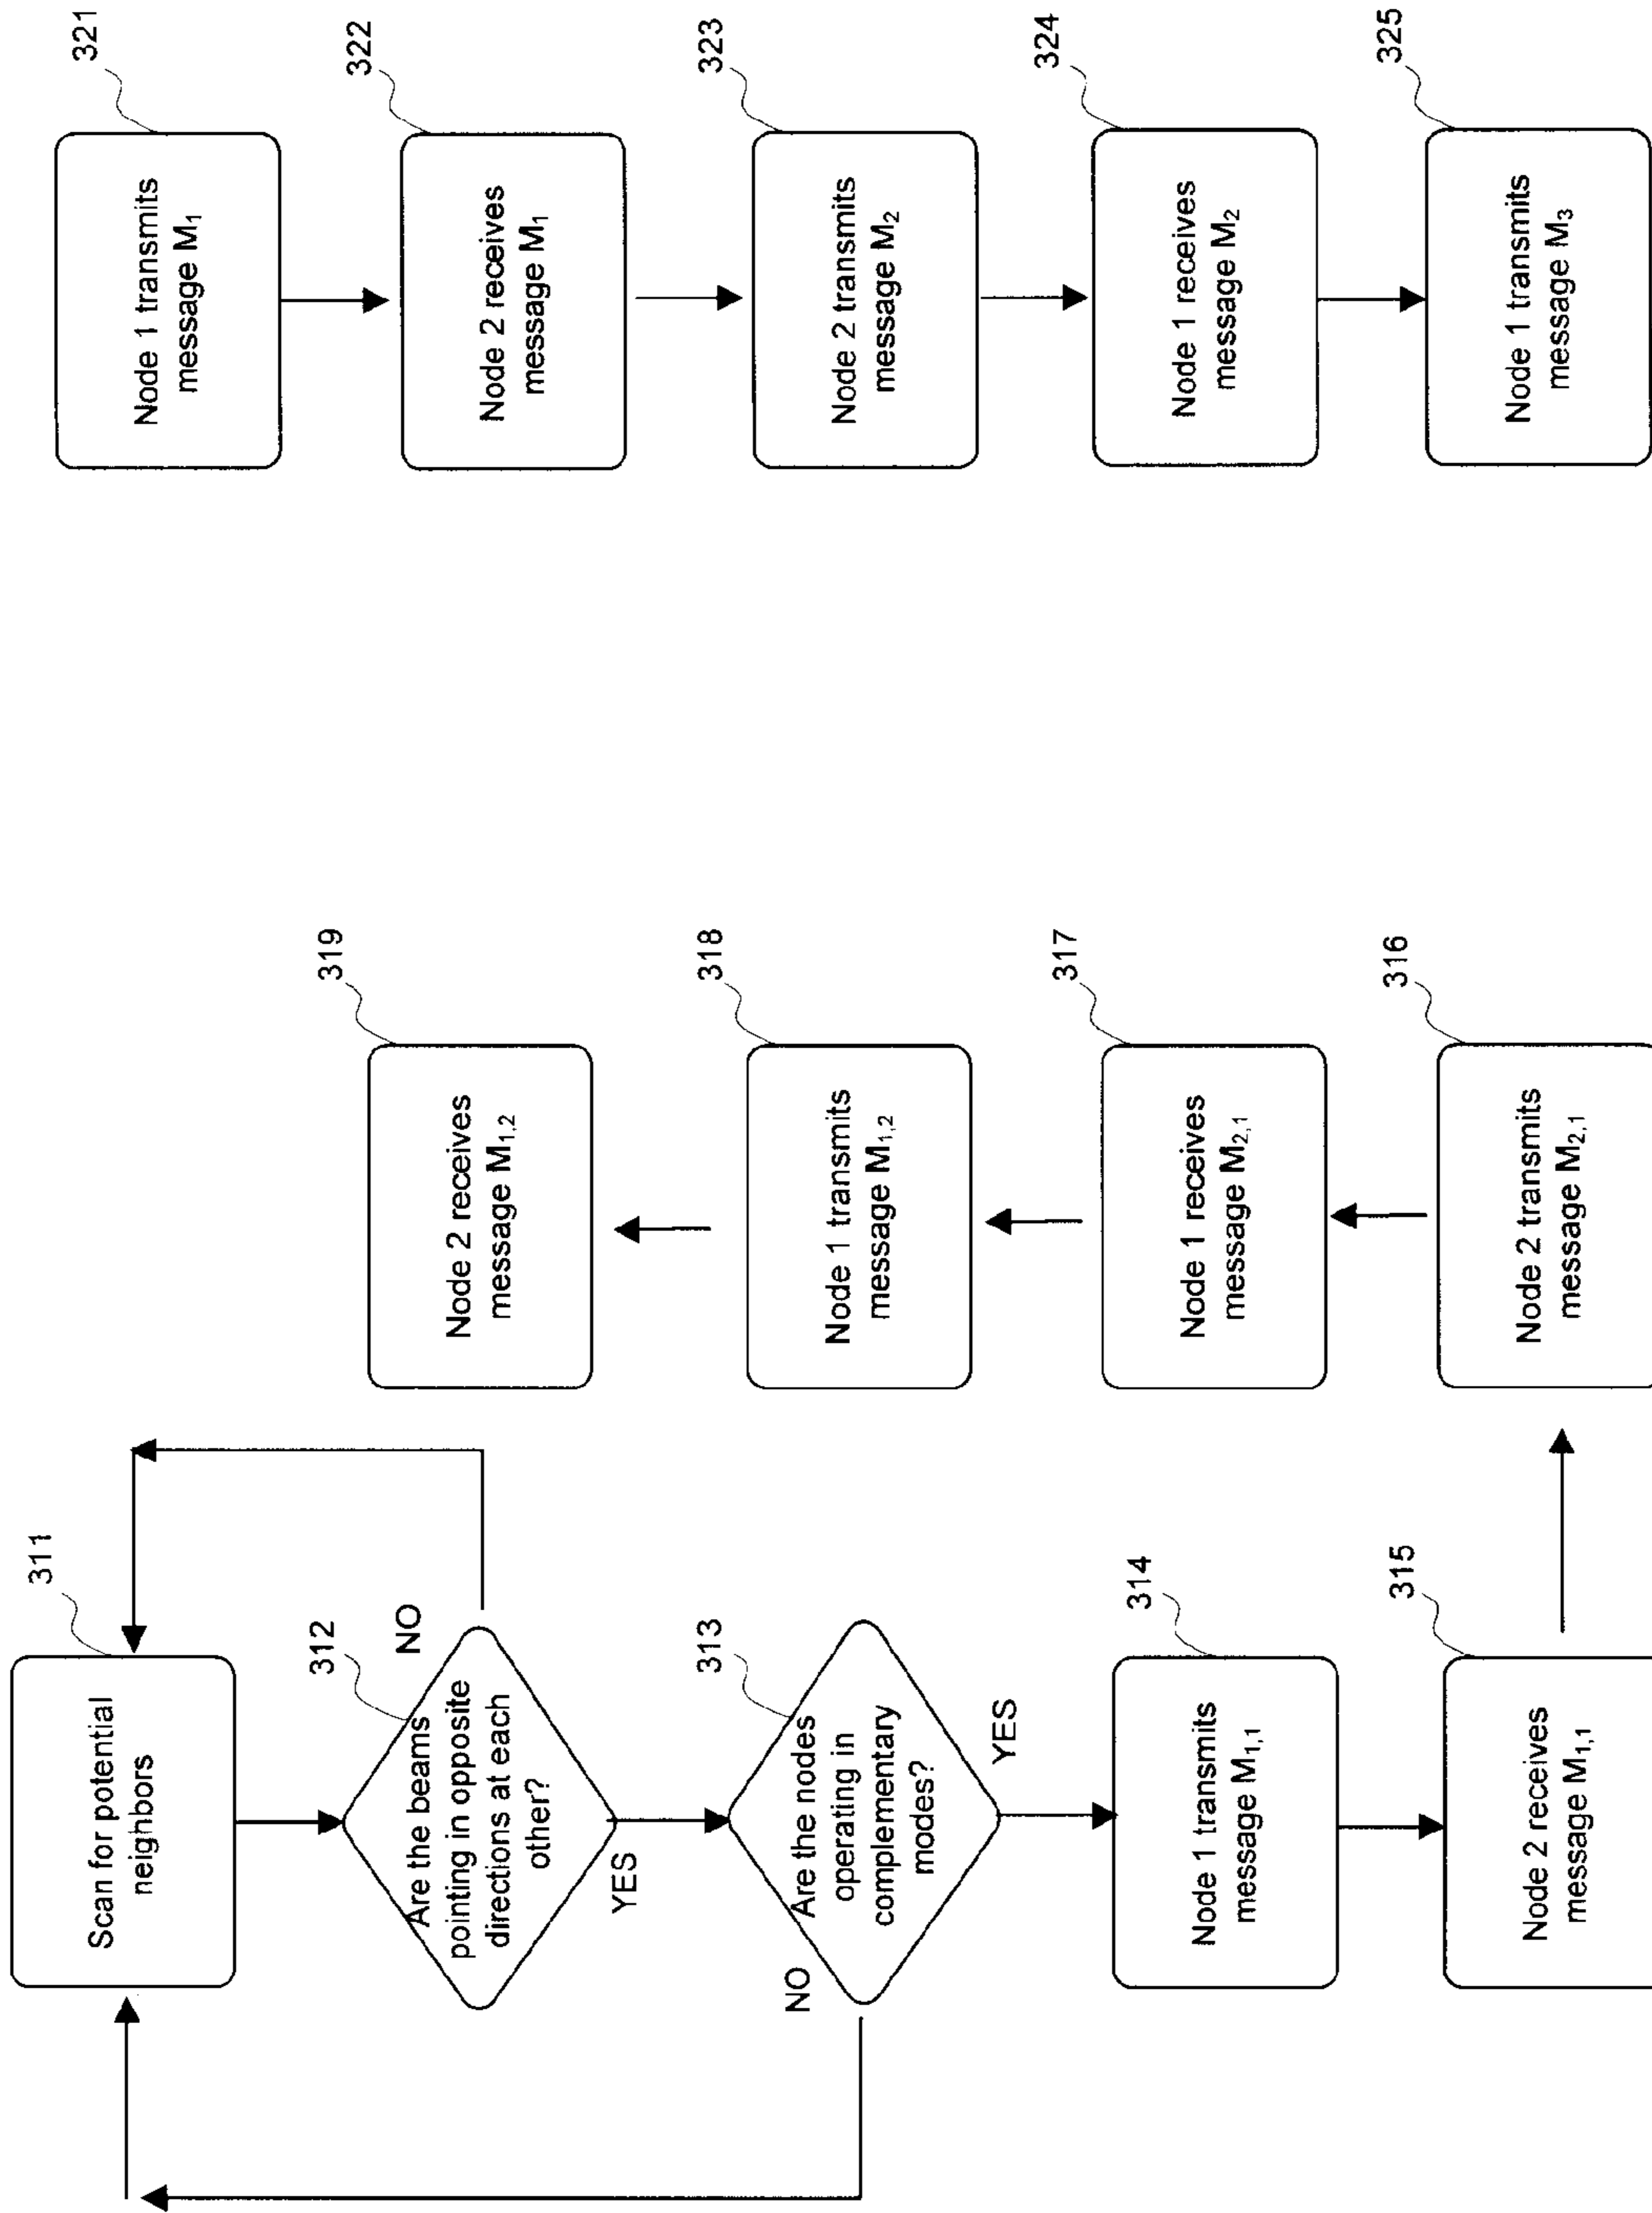 311
Scan for potential
neighbors
312
Are the beams
pointing in opposite
directions at each
other?
NO
YES
313
Are the nodes
operating in
complementary
modes?
NO
YES
314
Node 1 transmits
message M1,1
315
Node 2 receives
message M1,1
316
Node 2 transmits
message M2,1
317
Node 1 receives
message M2,1
318
Node 1 transmits
message M1,2
319
Node 2 receives
message M1,2
321
Node 1 transmits
message M1
322
Node 2 receives
message M1
323
Node 2 transmits
message M2
324
Node 1 receives
message M2
325
Node 1 transmits
message M3